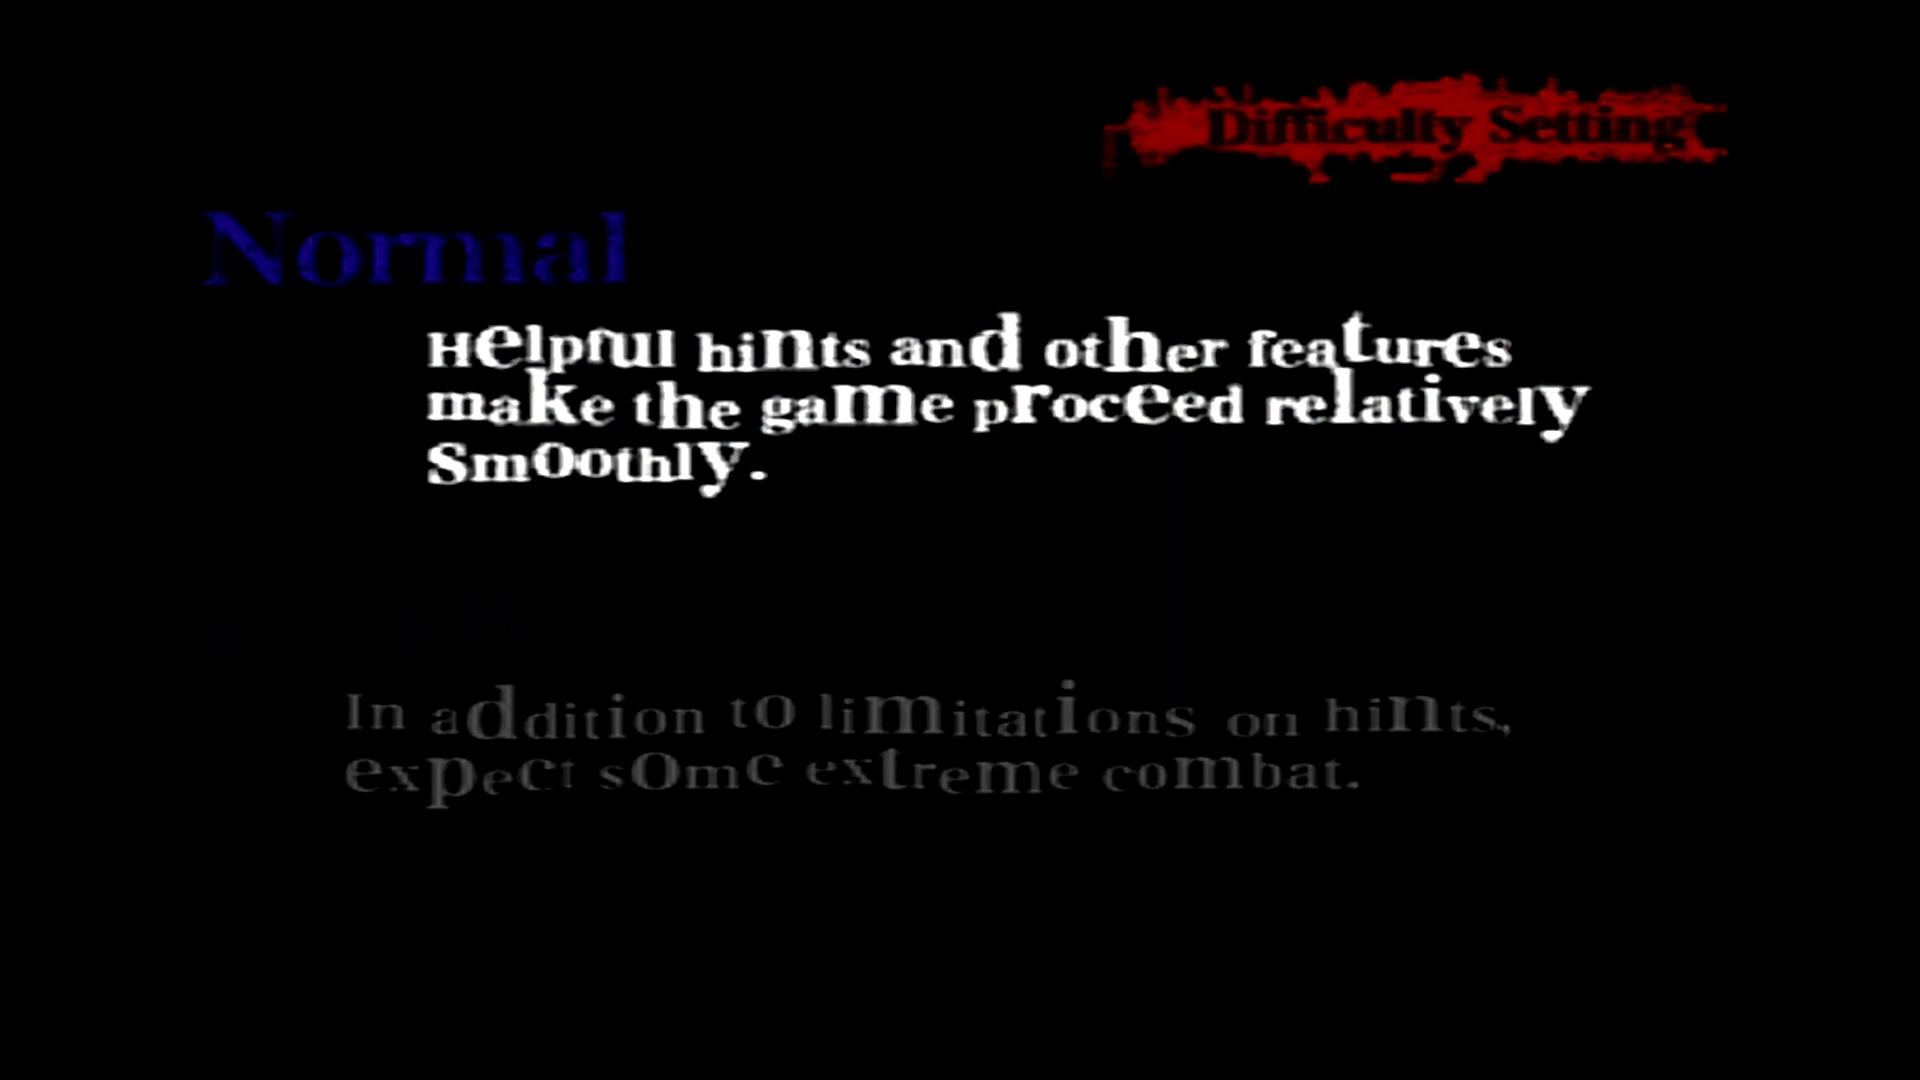 Difficulty Setting
Normal
Helpful hints and other features
make the game proceed relatively
Smoothly.
In addition to limitations on hints,
expect some extreme combat.